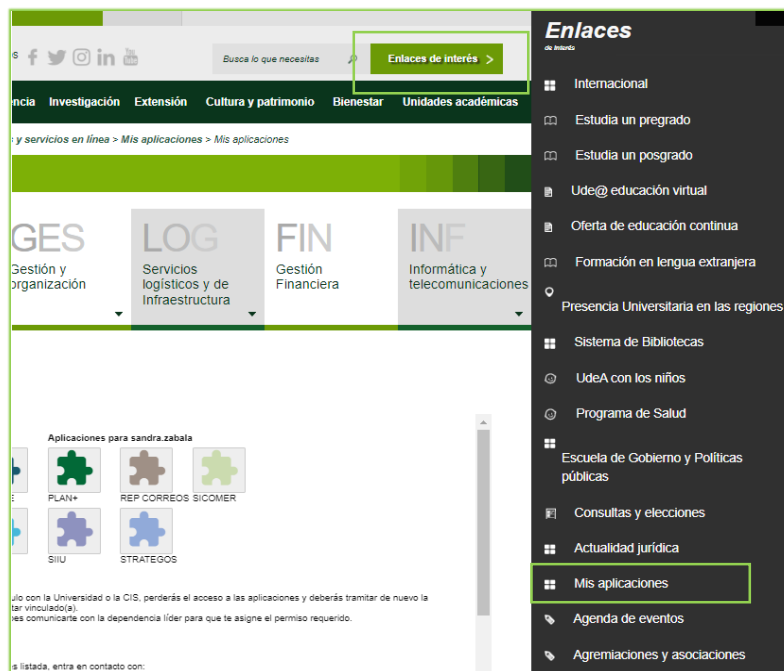 Busca lo que necesitas
Enlaces de interés >
Investigación Extensión Cultura y patrimonio Bienestar Unidades académicas
y servicios en línea > Mis aplicaciones > Mis aplicaciones
GES
Gestión y
organización
LOG
Servicios
logísticos y de
Infraestructura
FIN
Gestión
Financiera
INF
Informática y
telecomunicaciones
Aplicaciones para sandra.zabala
PLAN+
REP CORREOS
SICOMER
SIIU
STRATEGOS
con la Universidad o la CIS, perderás el acceso a las aplicaciones y deberás tramitar de nuevo la
vinculado(a).
comunicarte con la dependencia líder para que te asigne el permiso requerido.
listada, entra en contacto con:
Enlaces
de Interés
Internacional
Estudia un pregrado
Estudia un posgrado
Ude@ educación virtual
Oferta de educación continua
Formación en lengua extranjera
Presencia Universitaria en las regiones
Sistema de Bibliotecas
UdeA con los niños
Programa de Salud
Escuela de Gobierno y Políticas
públicas
Consultas y elecciones
Actualidad jurídica
Mis aplicaciones
Agenda de eventos
Agremiaciones y asociaciones